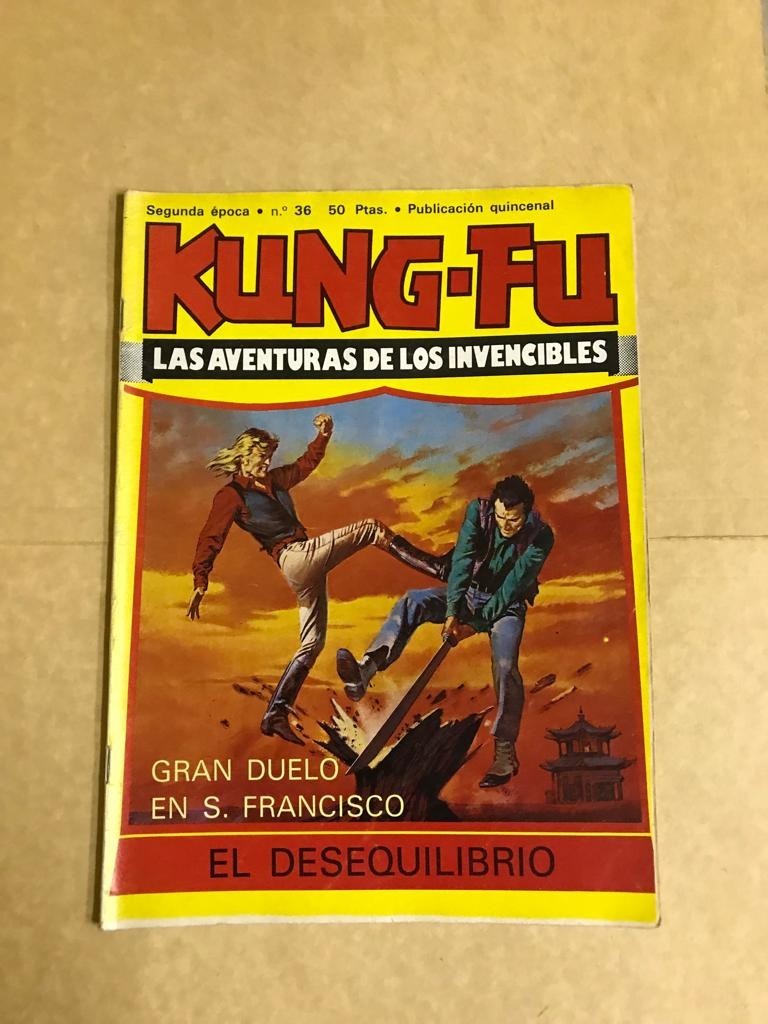 Segunda época • n.º 36 50 Ptas. • Publicación quincenal
KUNG-FU
LAS AVENTURAS DE LOS INVENCIBLES
GRAN DUELO
EN S. FRANCISCO
EL DESEQUILIBRIO